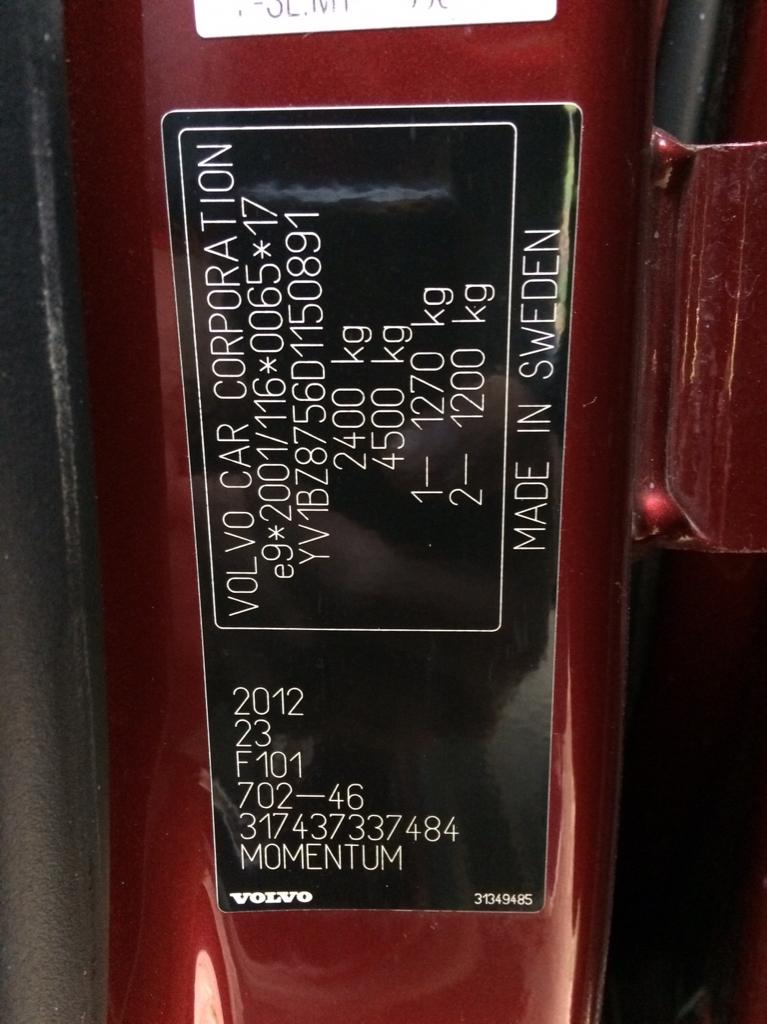 VOLVO CAR CORPORATION
e9*2001/116*0065*17
YV1BZ8756D1150891
2400 kg
4500 kg
1— 1270 kg
2— 1200 kg
MADE IN SWEDEN
2012
23
F101
702—46
317437337484
MOMENTUM
VOLVO
31349485